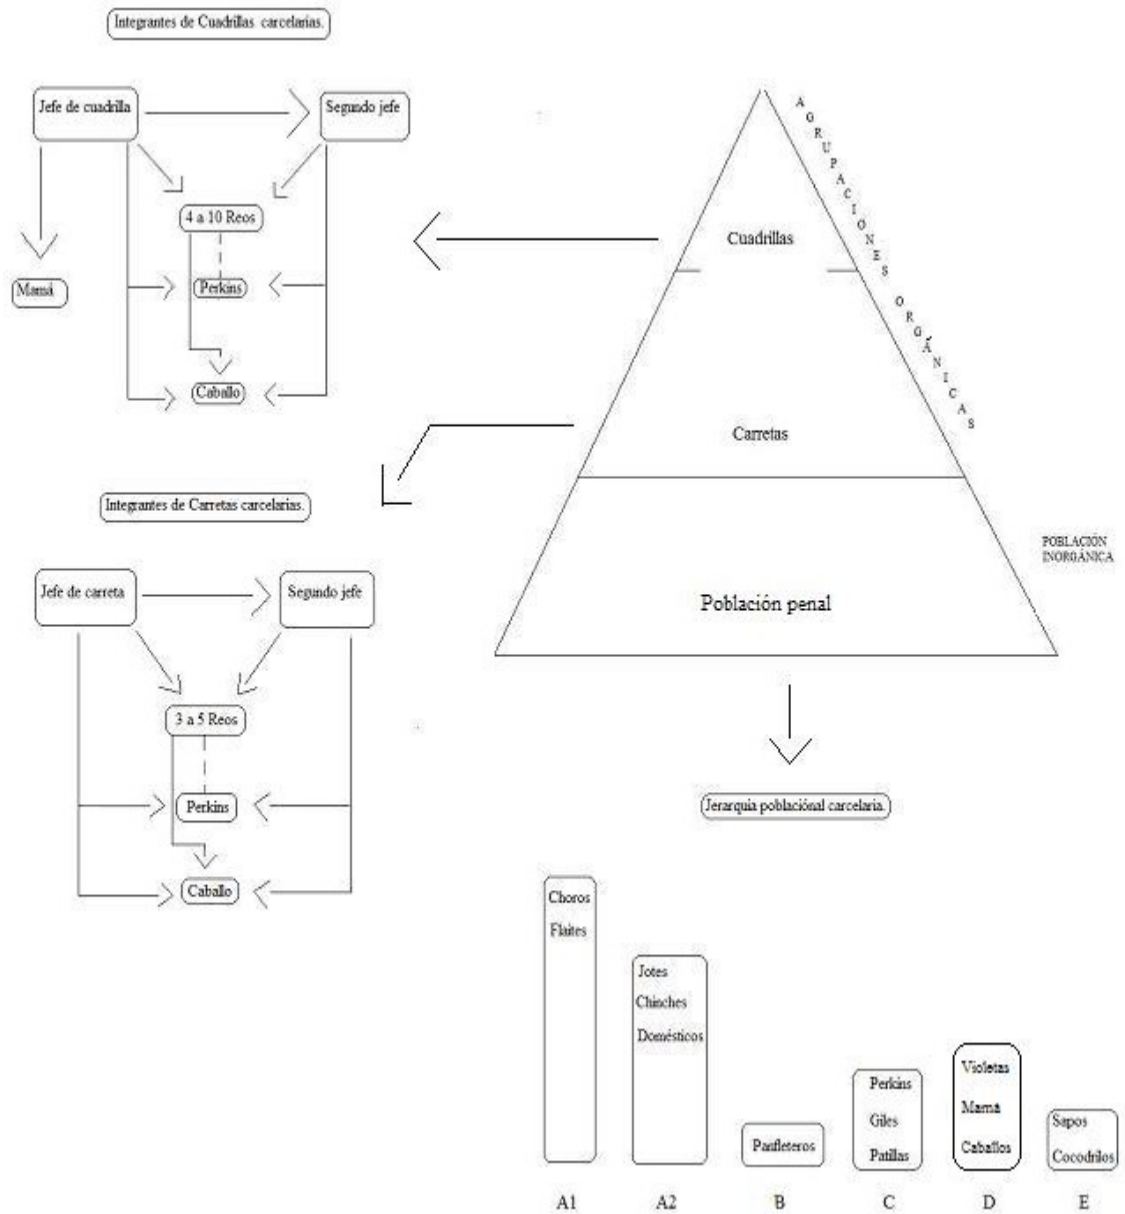 Integrantes de Cuadrillas carcelarias.
Jefe de cuadrilla
Segundo jefe
4 a 10 Reos
Mamá
Perkins
Caballo
AGRUPACIONES ORGÁNICAS
Cuadrillas
Carretas
Integrantes de Carretas carcelarias.
Jefe de carreta
Segundo jefe
3 a 5 Reos
Perkins
Caballo
POBLACIÓN
INORGÁNICA
Población penal
Jerarquia poblaciónal carcelaria.
Choros
Flaites
Jotes
Chinches
Domésticos
Panfleteros
Perkins
Giles
Patillas
Violetas
Mamá
Caballos
Sapos
Cocodrilos
A1
A2
B
C
D
E